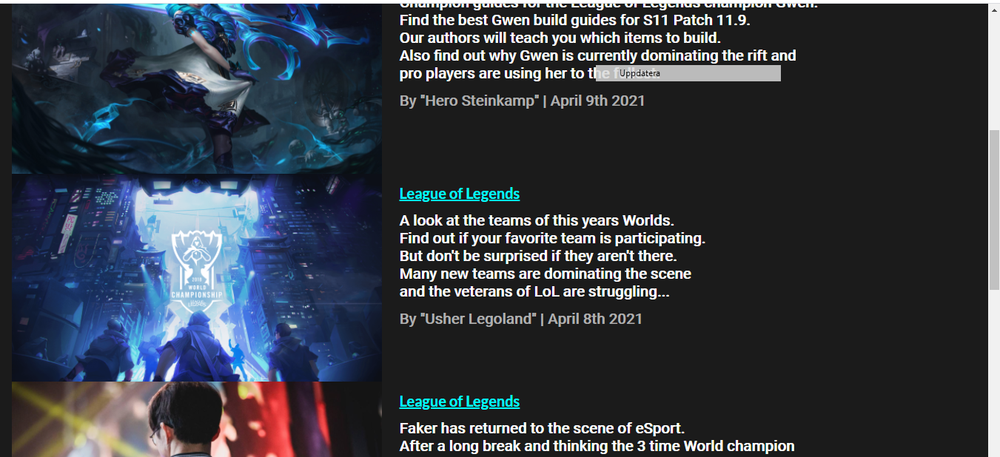 Champion guides for the League of Legends champion Gwen.
Find the best Gwen build guides for S11 Patch 11.9.
Our authors will teach you which items to build.
Also find out why Gwen is currently dominating the rift and
pro players are using her to the fullest.
Uppdatera
By "Hero Steinkamp" | April 9th 2021
League of Legends
A look at the teams of this years Worlds.
Find out if your favorite team is participating.
But don't be surprised if they aren't there.
Many new teams are dominating the scene
and the veterans of LoL are struggling...
By "Usher Legoland" | April 8th 2021
2018
WORLD
CHAMPIONSHIP
LEAGUE
LEGENDS
League of Legends
Faker has returned to the scene of eSport.
After a long break and thinking the 3 time World champion